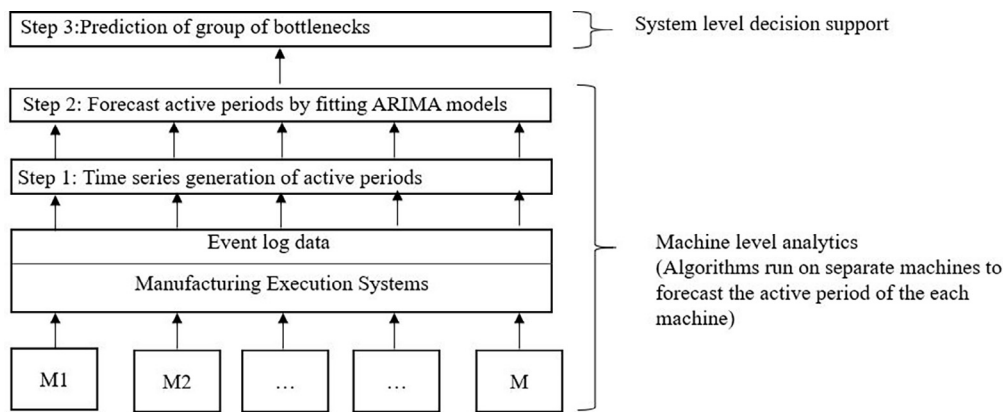 Step 3:Prediction of group of bottlenecks
System level decision support
Step 2: Forecast active periods by fitting ARIMA models
Step 1: Time series generation of active periods
Event log data
Manufacturing Execution Systems
Machine level analytics
(Algorithms run on separate machines to
forecast the active period of the each
machine)
M1
M2
...
...
M